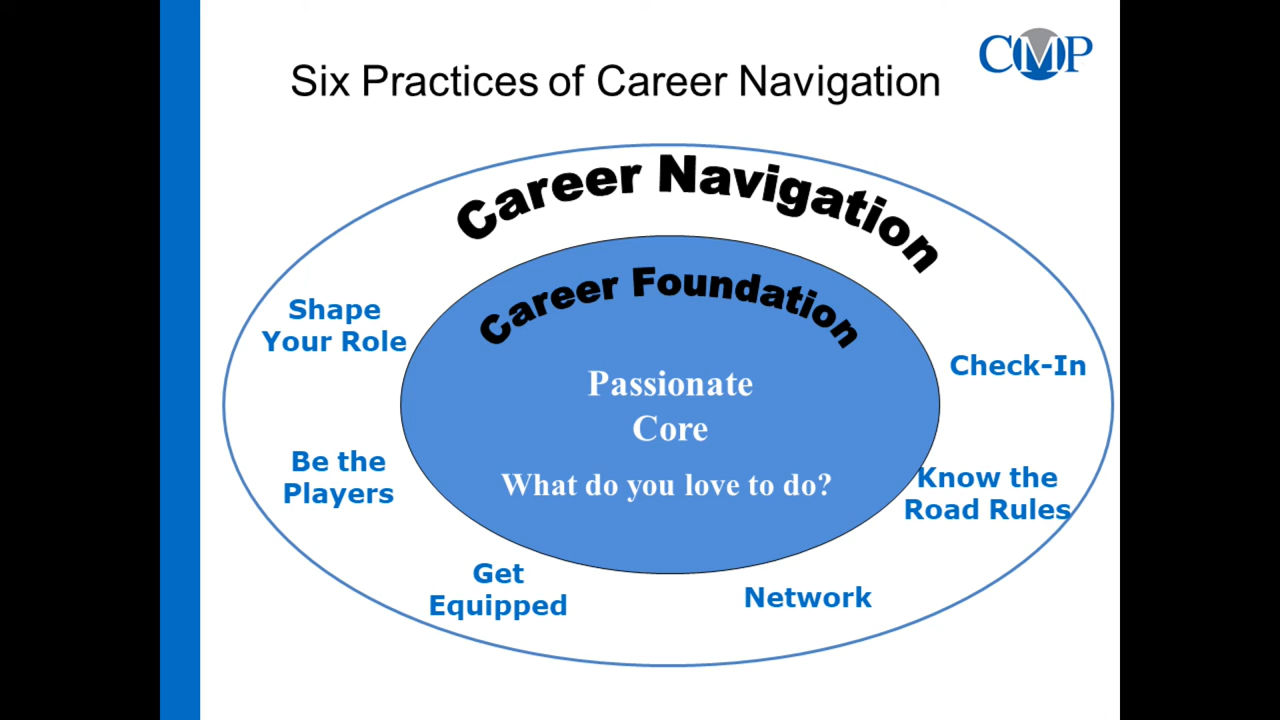 CMP
Six Practices of Career Navigation
Career Navigation
Career Foundation
Shape
Your Role
Passionate
Core
What do you love to do?
Check-In
Be the
Players
Know the
Road Rules
Get
Equipped
Network